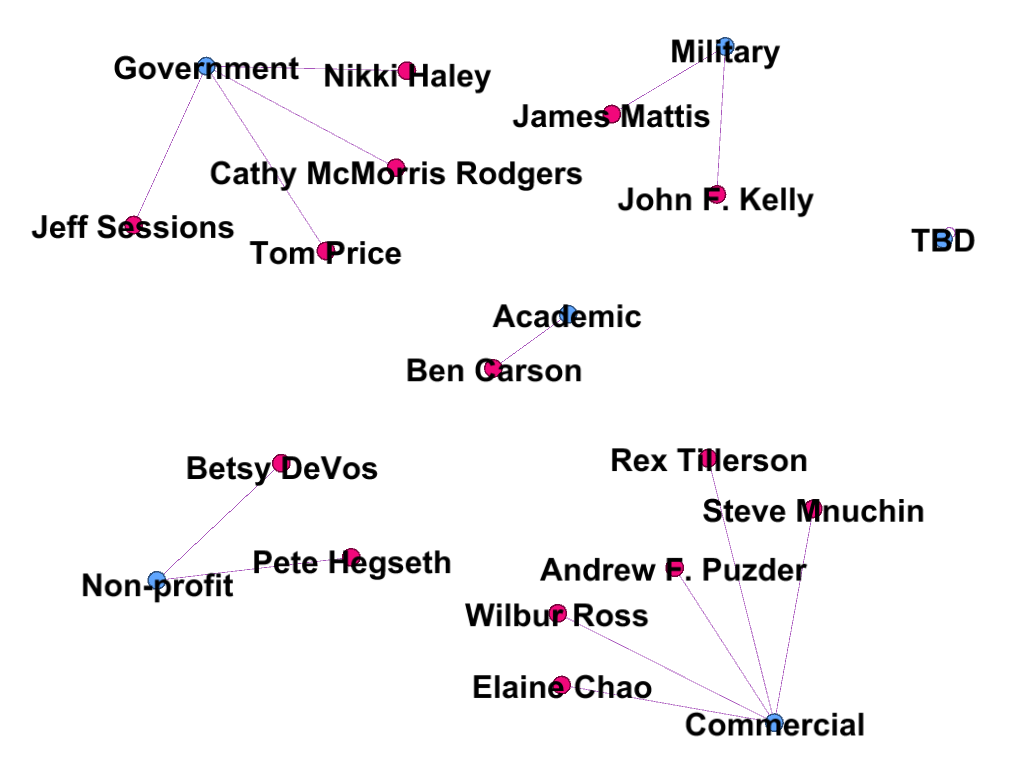 Government
Nikki Haley
Military
James Mattis
Cathy McMorris Rodgers
John F. Kelly
Jeff Sessions
Tom Price
TBD
Academic
Ben Carson
Betsy DeVos
Rex Tillerson
Steve Mnuchin
Pete Hegseth
Andrew F. Puzder
Non-profit
Wilbur Ross
Elaine Chao
Commercial